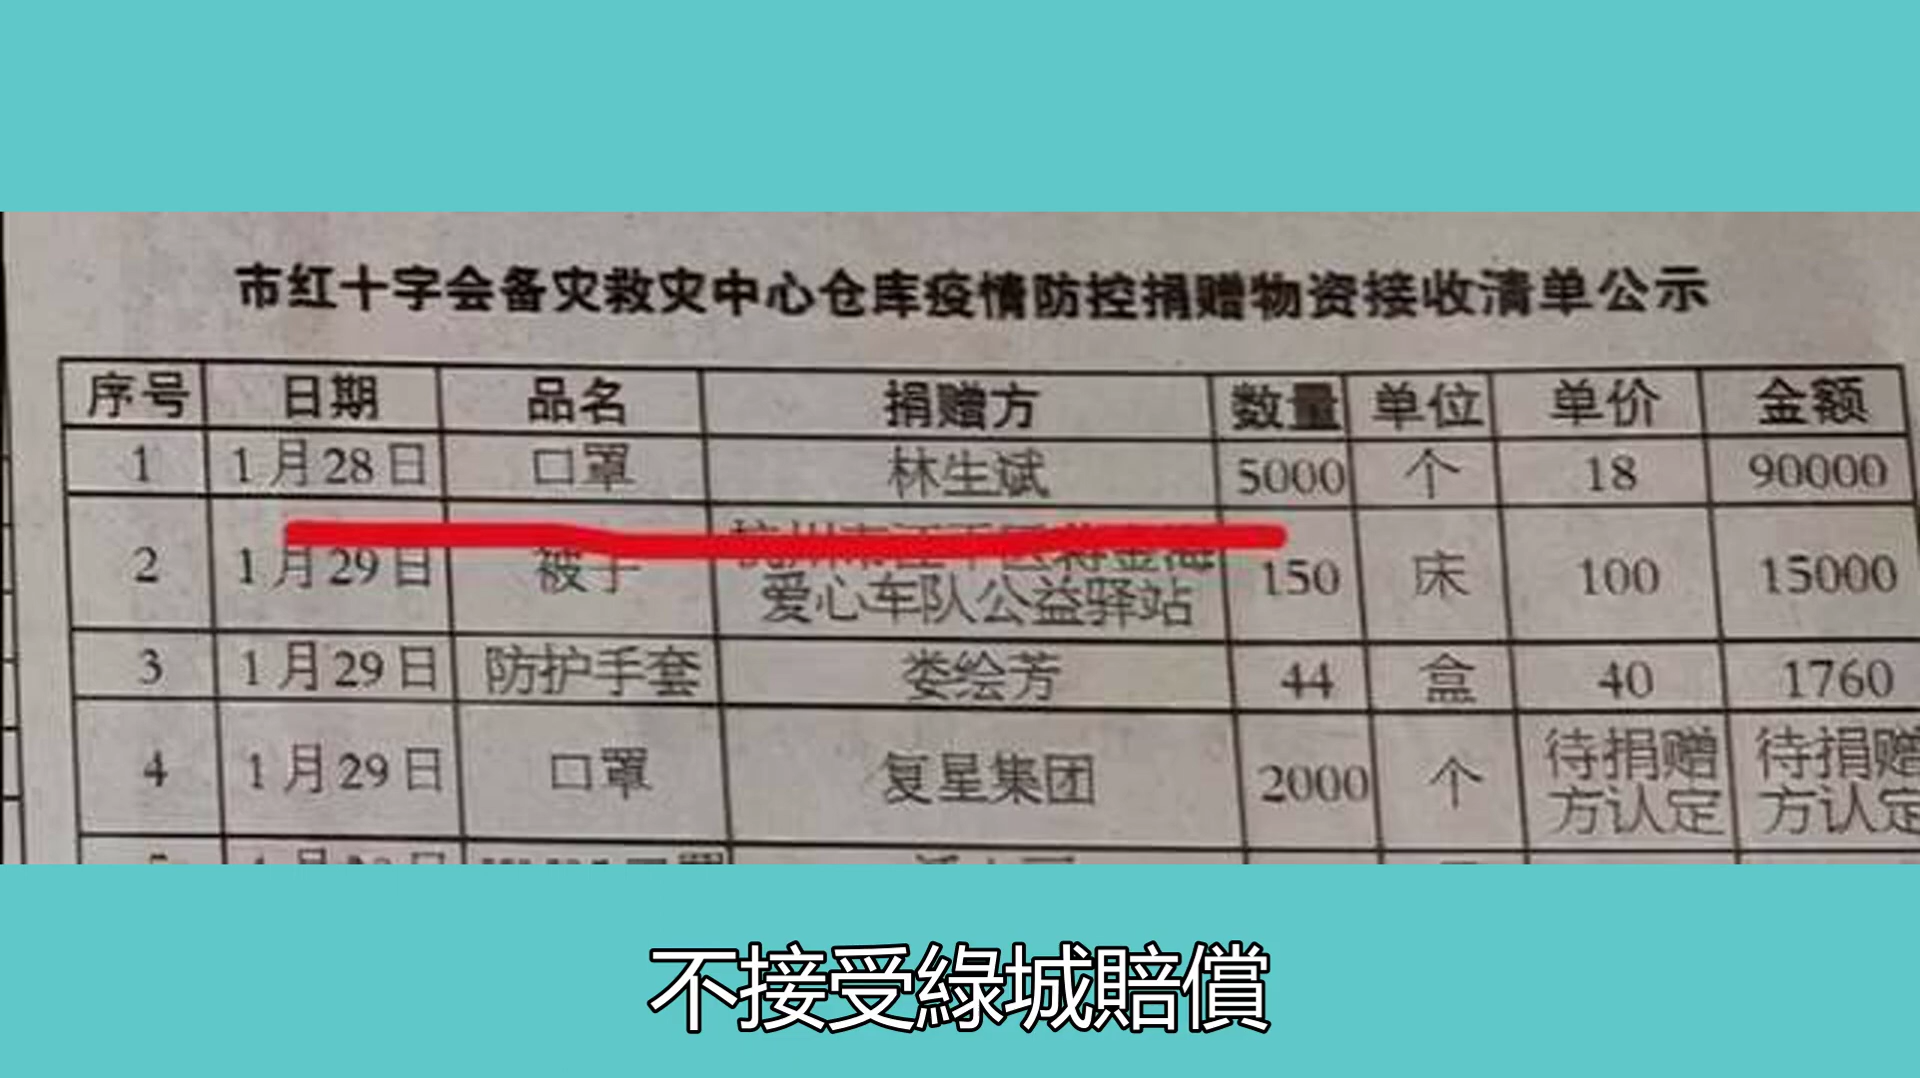 市红十字会备灾救灾中心仓库疫情防控捐赠物资接收清单公示
序号 日期 品名 捐赠方 数量 单位 单价 金额
1 1月28日 口罩 林生斌 5000 个 18 90000
2 1月29日 被子 爱心车队公益驿站 150 床 100 15000
3 1月29日 防护手套 娄绘芳 44 盒 40 1760
4 1月29日 口罩 复星集团 2000 个 待捐赠方认定 待捐赠方认定
不接受綠城賠償